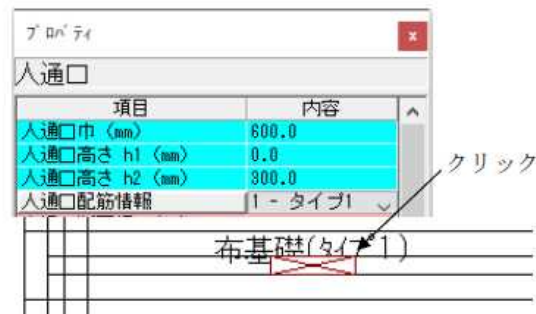 プロパティ
x
人通口
項目 内容
人通口巾 (mm) 600.0
人通口高さ h1 (mm) 0.0
人通口高さ h2 (mm) 300.0
人通口配筋情報 1 - タイプ1
クリック
布基礎(タイプ1)